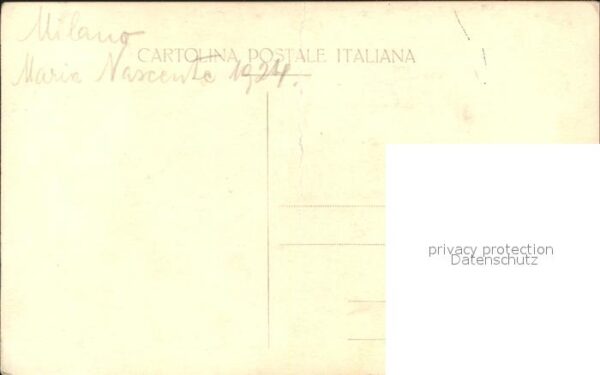 Milano
CARTOLINA POSTALE ITALIANA
Maria Nascente 1924.
privacy protection
Datenschutz